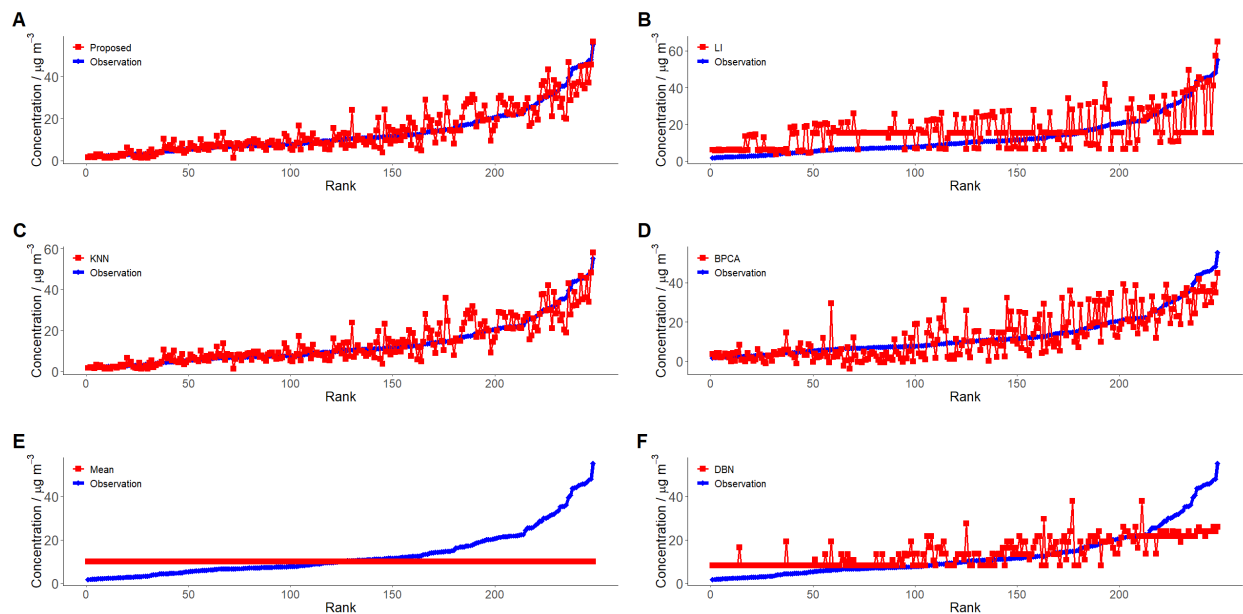 A
Concentration / μg m⁻³
Proposed
Observation
40
20
0
0
50
100
150
200
Rank
B
Concentration / μg m⁻³
LI
Observation
60
40
20
0
0
50
100
150
200
Rank
C
Concentration / μg m⁻³
KNN
Observation
60
40
20
0
0
50
100
150
200
Rank
D
Concentration / μg m⁻³
BPCA
Observation
40
20
0
0
50
100
150
200
Rank
E
Concentration / μg m⁻³
Mean
Observation
40
20
0
0
50
100
150
200
Rank
F
Concentration / μg m⁻³
DBN
Observation
40
20
0
0
50
100
150
200
Rank